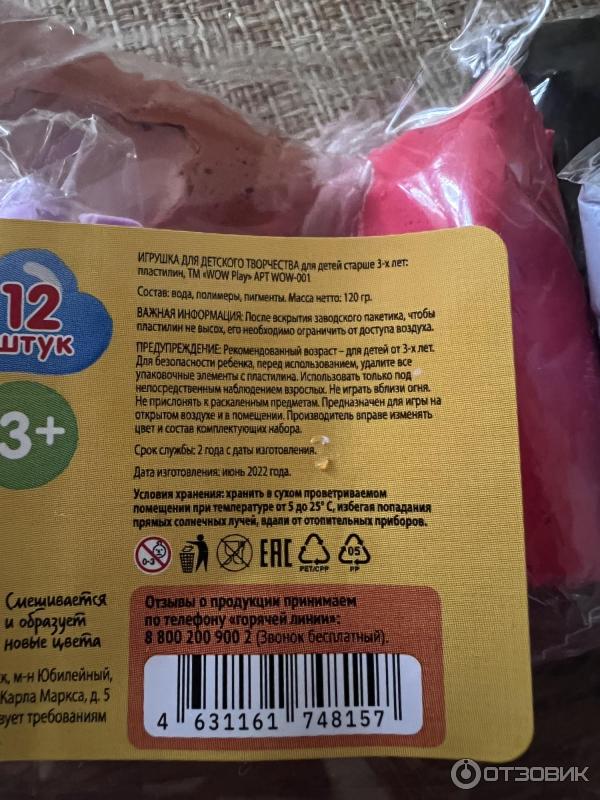 ИГРУШКА ДЛЯ ДЕТСКОГО ТВОРЧЕСТВА для детей старше 3-х лет:
пластилин, ТМ «WOW Play» АРТ WOW-001
Состав: вода, полимеры, пигменты. Масса нетто: 120 гр.
ВАЖНАЯ ИНФОРМАЦИЯ: После вскрытия заводского пакетика, чтобы
пластилин не высох, его необходимо ограничить от доступа воздуха.
ПРЕДУПРЕЖДЕНИЕ: Рекомендованный возраст – для детей от 3-х лет.
Для безопасности ребенка, перед использованием, удалите все
упаковочные элементы с пластилина. Использовать только под
непосредственным наблюдением взрослых. Не играть вблизи огня.
Не прислонять к раскаленным предметам. Предназначен для игры на
открытом воздухе и в помещении. Производитель вправе изменять
цвет и состав комплектующих набора.
Срок службы: 2 года с даты изготовления.
Дата изготовления: июнь 2022 года.
Условия хранения: хранить в сухом проветриваемом
помещении при температуре от 5 до 25° С, избегая попадания
прямых солнечных лучей, вдали от отопительных приборов.
12
штук
3+
0-3
EAC
PET/CPP
05
PP
Смешивается
и образует
новые цвета
Отзывы о продукции принимаем
по телефону «горячей линии»:
8 800 200 900 2 (Звонок бесплатный).
к, м-н Юбилейный,
Карла Маркса, д. 5
вует требованиям
4 631161 748157
ОТЗОВИК